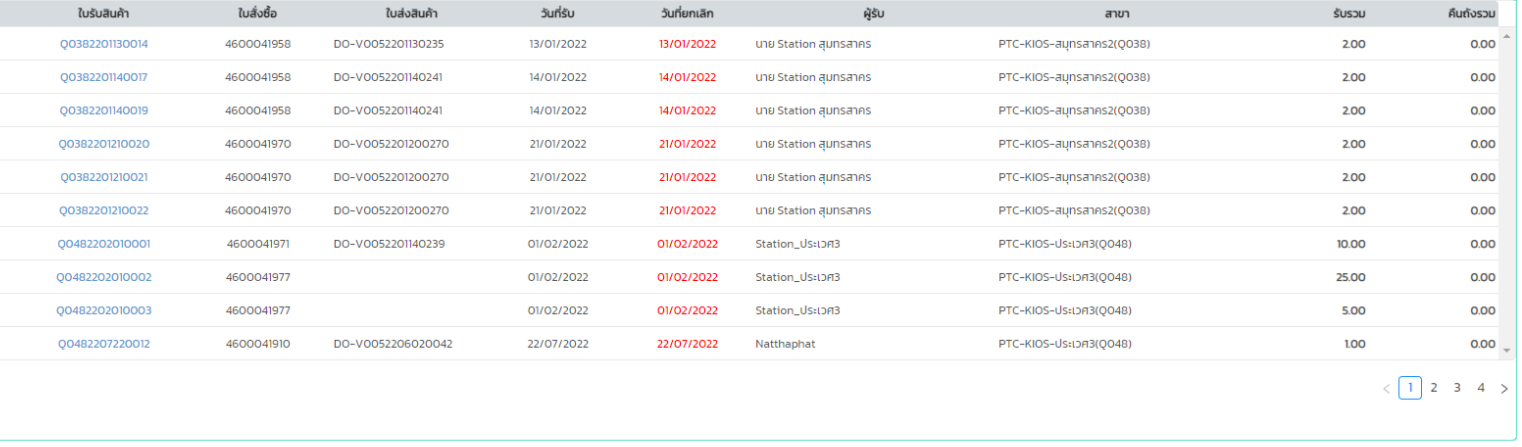 ใบรับสินค้า ใบสั่งซื้อ ใบส่งสินค้า วันที่รับ วันที่ยกเลิก ผู้รับ สาขา รับรวม คืนถังรวม
Q0382201130014 4600041958 DO-V0052201130235 13/01/2022 13/01/2022 นาย Station สุมทรสาคร PTC-KIOS-สมุทรสาคร2(Q038) 2.00 0.00
Q0382201140017 4600041958 DO-V0052201140241 14/01/2022 14/01/2022 นาย Station สุมทรสาคร PTC-KIOS-สมุทรสาคร2(Q038) 2.00 0.00
Q0382201140019 4600041958 DO-V0052201140241 14/01/2022 14/01/2022 นาย Station สุมทรสาคร PTC-KIOS-สมุทรสาคร2(Q038) 2.00 0.00
Q0382201210020 4600041970 DO-V0052201200270 21/01/2022 21/01/2022 นาย Station สุมทรสาคร PTC-KIOS-สมุทรสาคร2(Q038) 2.00 0.00
Q0382201210021 4600041970 DO-V0052201200270 21/01/2022 21/01/2022 นาย Station สุมทรสาคร PTC-KIOS-สมุทรสาคร2(Q038) 2.00 0.00
Q0382201210022 4600041970 DO-V0052201200270 21/01/2022 21/01/2022 นาย Station สุมทรสาคร PTC-KIOS-สมุทรสาคร2(Q038) 2.00 0.00
Q0482202010001 4600041971 DO-V0052201140239 01/02/2022 01/02/2022 Station_ประเวศ3 PTC-KIOS-ประเวศ3(Q048) 10.00 0.00
Q0482202010002 4600041977 01/02/2022 01/02/2022 Station_ประเวศ3 PTC-KIOS-ประเวศ3(Q048) 25.00 0.00
Q0482202010003 4600041977 01/02/2022 01/02/2022 Station_ประเวศ3 PTC-KIOS-ประเวศ3(Q048) 5.00 0.00
Q0482207220012 4600041910 DO-V0052206020042 22/07/2022 22/07/2022 Natthaphat PTC-KIOS-ประเวศ3(Q048) 1.00 0.00
< 1 2 3 4 >